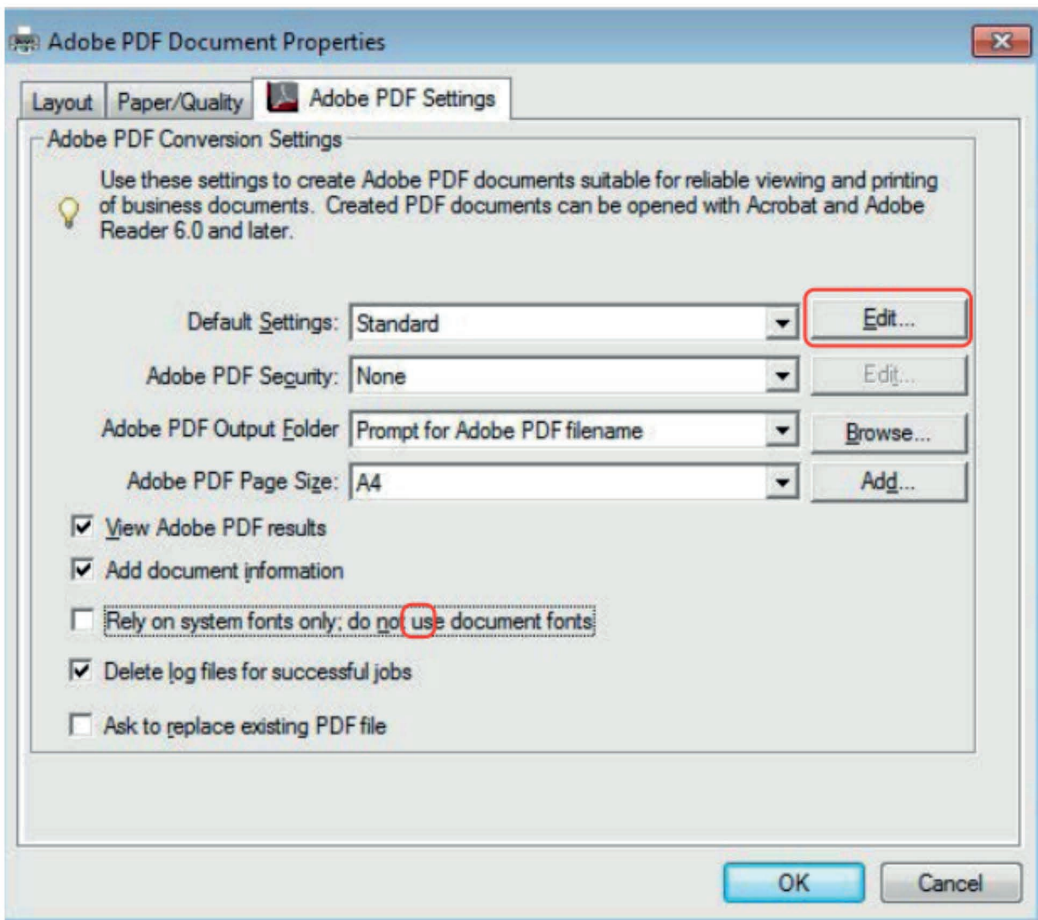 Adobe PDF Document Properties
Layout Paper/Quality Adobe PDF Settings
Adobe PDF Conversion Settings
Use these settings to create Adobe PDF documents suitable for reliable viewing and printing
of business documents. Created PDF documents can be opened with Acrobat and Adobe
Reader 6.0 and later.
Default Settings: Standard Edit...
Adobe PDF Security: None Edit...
Adobe PDF Output Folder Prompt for Adobe PDF filename Browse...
Adobe PDF Page Size: A4 Add...
View Adobe PDF results
Add document information
Rely on system fonts only; do not use document fonts
Delete log files for successful jobs
Ask to replace existing PDF file
OK Cancel